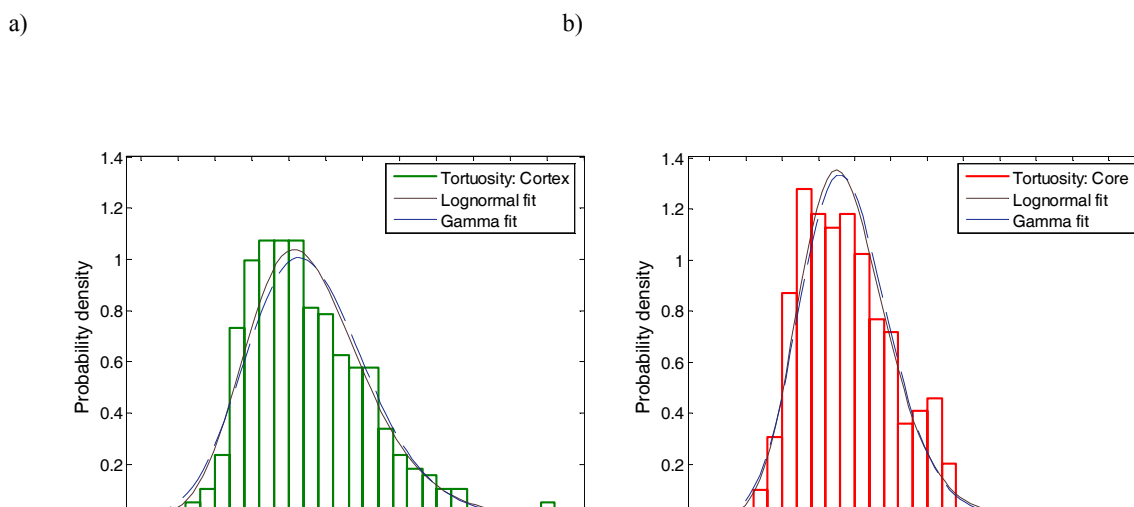 a)
b)
1.4
1.2
1
0.8
0.6
0.4
0.2
Probability density
Tortuosity: Cortex
Lognormal fit
Gamma fit
1.4
1.2
1
0.8
0.6
0.4
0.2
Probability density
Tortuosity: Core
Lognormal fit
Gamma fit